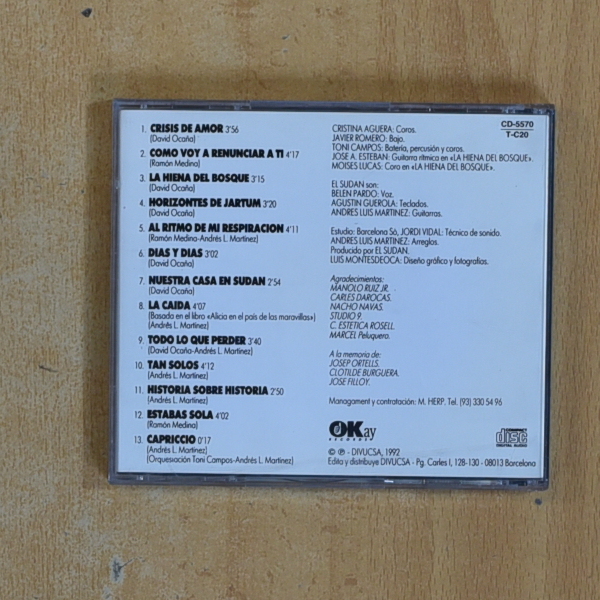 1. CRISIS DE AMOR 3'56
(David Ocaña)
2. COMO VOY A RENUNCIAR A TI 4'17
(Ramón Medina)
3. LA HIENA DEL BOSQUE 3'15
(David Ocaña)
4. HORIZONTES DE JARTUM 3'20
(David Ocaña)
5. AL RITMO DE MI RESPIRACION 4'11
(Ramón Medina-Andrés L. Martínez)
6. DIAS Y DIAS 3'02
(David Ocaña)
7. NUESTRA CASA EN SUDAN 2'54
(David Ocaña)
8. LA CAIDA 4'07
(Basada en el libro «Alicia en el país de las maravillas»)
(Andrés L. Martínez)
9. TODO LO QUE PERDER 3'40
(David Ocaña-Andrés L. Martínez)
10. TAN SOLOS 4'12
(Andrés L. Martínez)
11. HISTORIA SOBRE HISTORIA 2'50
(Andrés L. Martínez)
12. ESTABAS SOLA 4'02
(Ramón Medina)
13. CAPRICCIO 0'17
(Andrés L. Martínez)
(Orquestación Toni Campos-Andrés L. Martínez)
CD-5570
T-C20
CRISTINA AGUERA: Coros.
JAVIER ROMERO: Bajo.
TONI CAMPOS: Batería, percusión y coros.
JOSE A. ESTEBAN: Guitarra rítmica en «LA HIENA DEL BOSQUE».
MOISES LUCAS: Coro en «LA HIENA DEL BOSQUE».
EL SUDAN son:
BELEN PARDO: Voz.
AGUSTIN GUEROLA: Teclados.
ANDRES LUIS MARTINEZ: Guitarras.
Estudio: Barcelona Só, JORDI VIDAL: Técnico de sonido.
ANDRES LUIS MARTINEZ: Arreglos.
Producido por EL SUDAN.
LUIS MONTESDEOCA: Diseño gráfico y fotografías.
Agradecimientos:
MANOLO RUIZ JR.
CARLES DAROCAS.
NACHO NAVAS.
STUDIO 9.
C. ESTETICA ROSELL.
MARCEL Peluquero.
A la memoria de:
JOSEP ORTELLS.
CLOTILDE BURGUERA.
JOSE FILLOY.
Managament y contratación: M. HERP. Tel. (93) 330 54 96
OKay
RECORDS
COMPACT
disc
DIGITAL AUDIO
© ℗ - DIVUCSA, 1992
Edita y distribuye DIVUCSA - Pg. Carles I, 128-130 - 08013 Barcelona